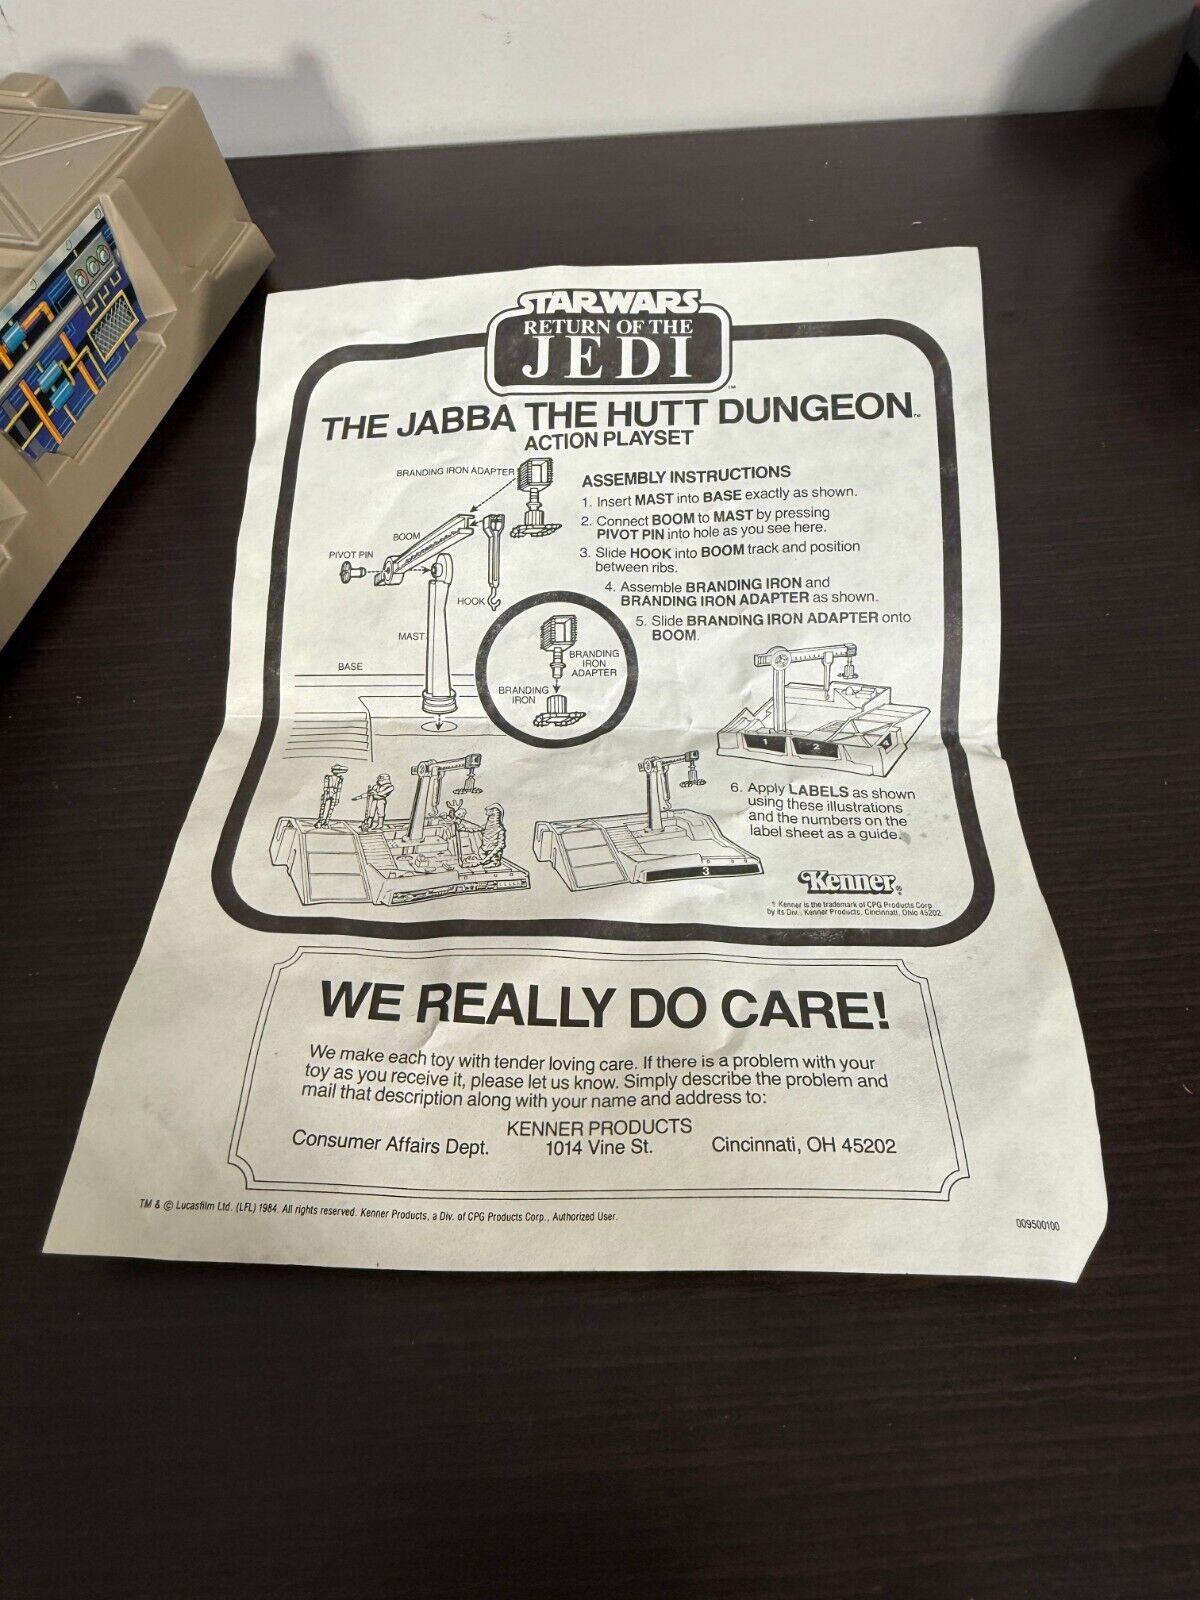 STAR WARS
RETURN OF THE
JEDI
™
THE JABBA THE HUTT DUNGEON™
ACTION PLAYSET
BRANDING IRON ADAPTER
BOOM
PIVOT PIN
HOOK
MAST
BASE
BRANDING
IRON
ADAPTER
BRANDING
IRON
ASSEMBLY INSTRUCTIONS
1. Insert MAST into BASE exactly as shown.
2. Connect BOOM to MAST by pressing
PIVOT PIN into hole as you see here.
3. Slide HOOK into BOOM track and position
between ribs.
4. Assemble BRANDING IRON and
BRANDING IRON ADAPTER as shown.
5. Slide BRANDING IRON ADAPTER onto
BOOM.
1
2
4
3
6. Apply LABELS as shown
using these illustrations
and the numbers on the
label sheet as a guide.
Kenner®
Kenner is the trademark of CPG Products Corp.
by its Div., Kenner Products, Cincinnati, Ohio 45202
WE REALLY DO CARE!
We make each toy with tender loving care. If there is a problem with your
toy as you receive it, please let us know. Simply describe the problem and
mail that description along with your name and address to:
KENNER PRODUCTS
Consumer Affairs Dept. 1014 Vine St. Cincinnati, OH 45202
TM & © Lucasfilm Ltd. (LFL) 1984. All rights reserved. Kenner Products, a Div. of CPG Products Corp., Authorized User.
009500100